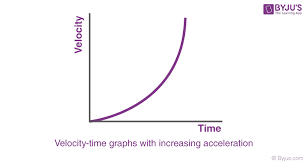 BYJU'S
The Learning App
Velocity
Time
Velocity-time graphs with increasing acceleration
© Byjus.com